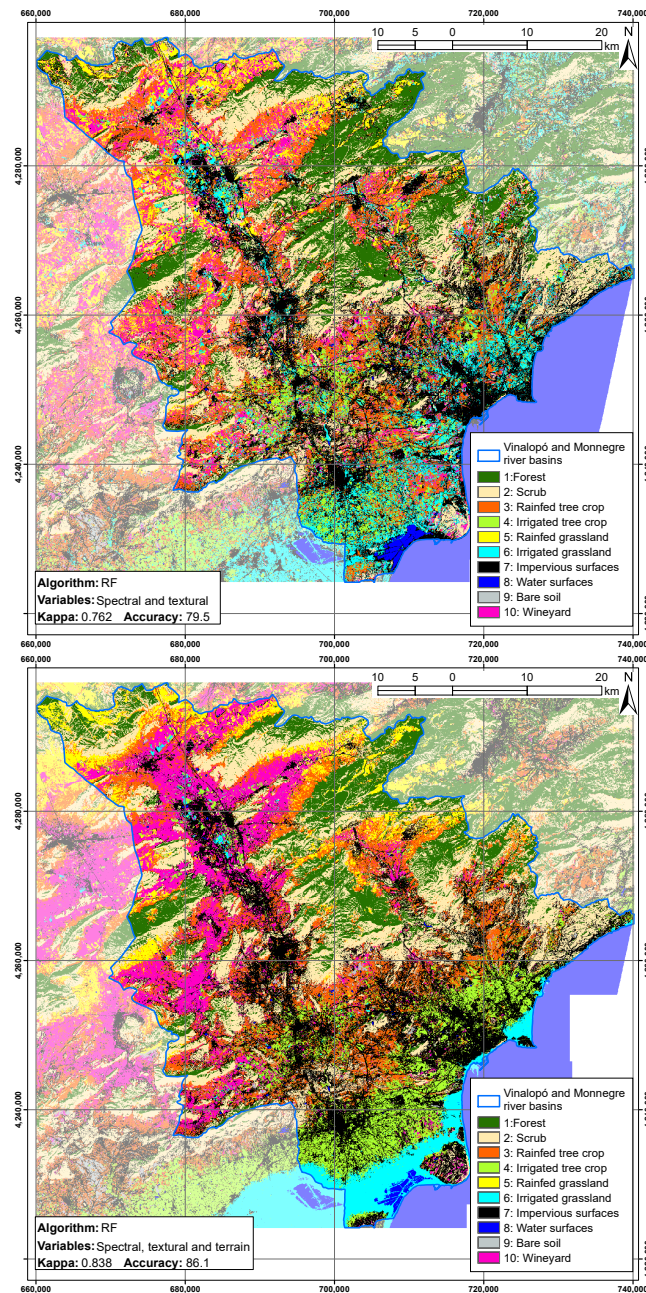 660,000 680,000 700,000 720,000 740,000
10 5 0 10 20
km
N
4,280,000
4,260,000
4,240,000
Vinalopó and Monnegre
river basins
1:Forest
2: Scrub
3: Rainfed tree crop
4: Irrigated tree crop
5: Rainfed grassland
6: Irrigated grassland
7: Impervious surfaces
8: Water surfaces
9: Bare soil
10: Wineyard
Algorithm: RF
Variables: Spectral and textural
Kappa: 0.762 Accuracy: 79.5
660,000 680,000 700,000 720,000 740,000
660,000 680,000 700,000 720,000 740,000
10 5 0 10 20
km
N
4,280,000
4,260,000
4,240,000
Vinalopó and Monnegre
river basins
1:Forest
2: Scrub
3: Rainfed tree crop
4: Irrigated tree crop
5: Rainfed grassland
6: Irrigated grassland
7: Impervious surfaces
8: Water surfaces
9: Bare soil
10: Wineyard
Algorithm: RF
Variables: Spectral, textural and terrain
Kappa: 0.838 Accuracy: 86.1
660,000 680,000 700,000 720,000 740,000